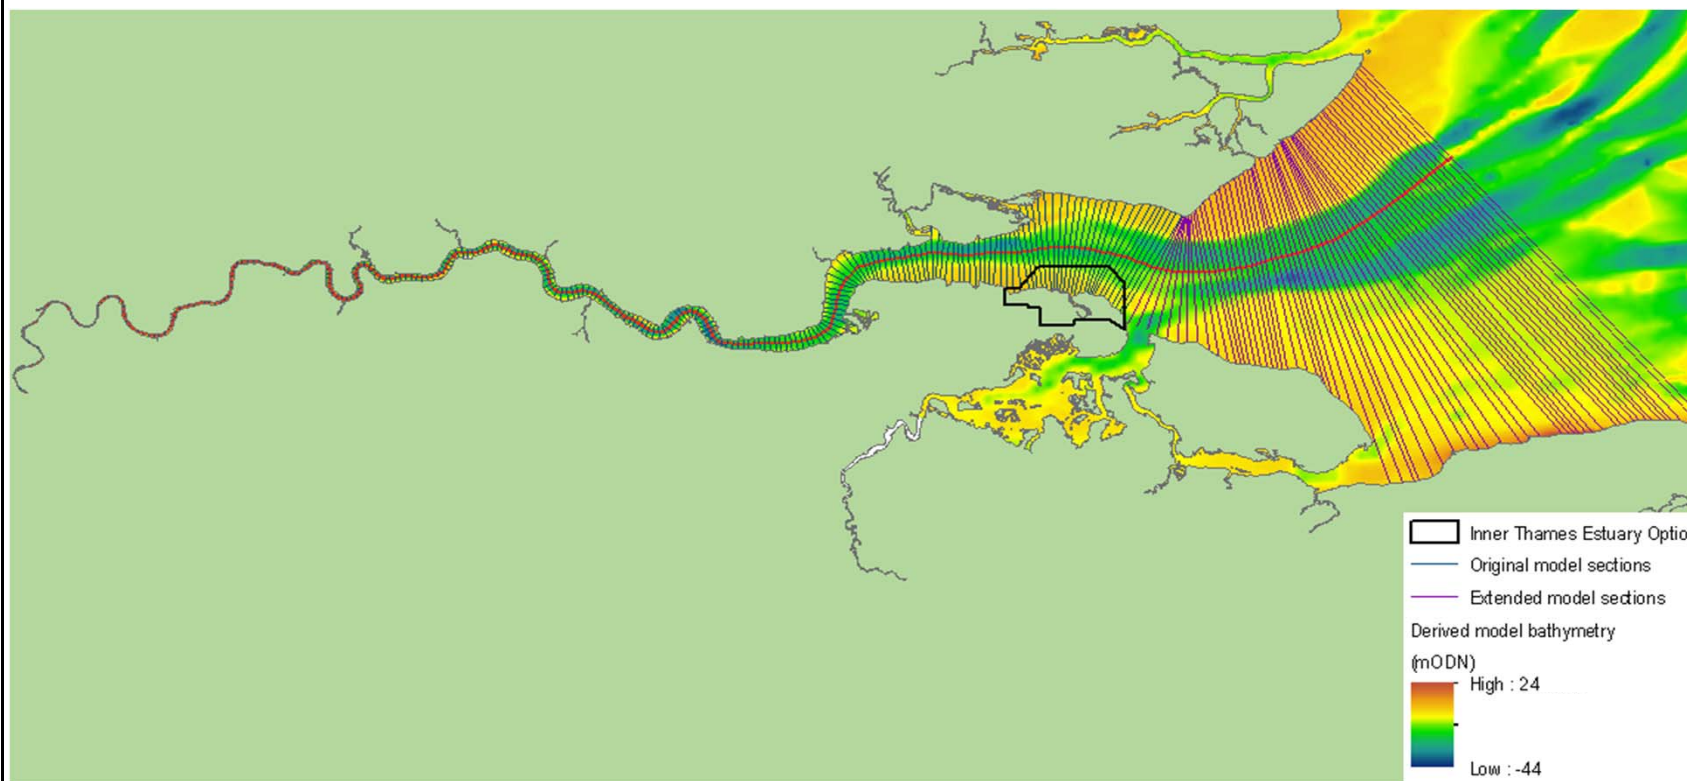 Inner Thames Estuary Optio
Original model sections
Extended model sections
Derived model bathymetry
(mODN)
High : 24
Low : -44